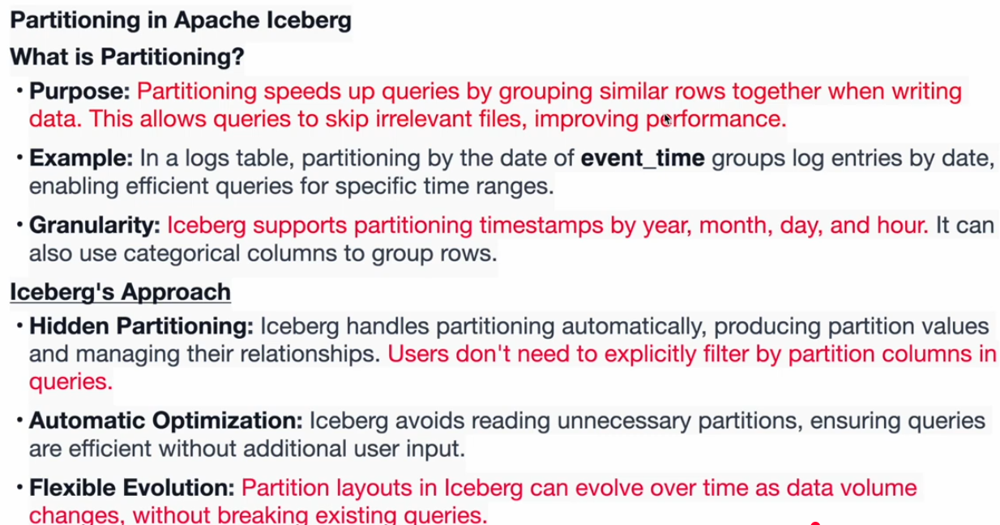 Partitioning in Apache Iceberg
What is Partitioning?
• Purpose: Partitioning speeds up queries by grouping similar rows together when writing
data. This allows queries to skip irrelevant files, improving performance.
• Example: In a logs table, partitioning by the date of event_time groups log entries by date,
enabling efficient queries for specific time ranges.
• Granularity: Iceberg supports partitioning timestamps by year, month, day, and hour. It can
also use categorical columns to group rows.
Iceberg's Approach
• Hidden Partitioning: Iceberg handles partitioning automatically, producing partition values
and managing their relationships. Users don't need to explicitly filter by partition columns in
queries.
• Automatic Optimization: Iceberg avoids reading unnecessary partitions, ensuring queries
are efficient without additional user input.
• Flexible Evolution: Partition layouts in Iceberg can evolve over time as data volume
changes, without breaking existing queries.